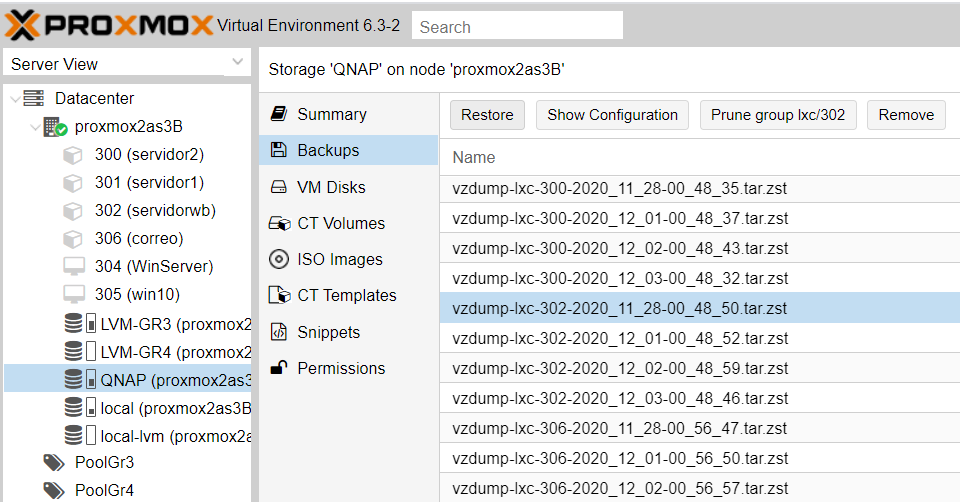 PROXMOX Virtual Environment 6.3-2 Search
Server View
Datacenter
proxmox2as3B
300 (servidor2)
301 (servidor1)
302 (servidorwb)
306 (correo)
304 (WinServer)
305 (win10)
LVM-GR3 (proxmox2
LVM-GR4 (proxmox2
QNAP (proxmox2as3
local (proxmox2as3B
local-lvm (proxmox2a
PoolGr3
PoolGr4
Storage 'QNAP' on node 'proxmox2as3B'
Summary
Backups
VM Disks
CT Volumes
ISO Images
CT Templates
Snippets
Permissions
Restore Show Configuration Prune group lxc/302 Remove
Name
vzdump-lxc-300-2020_11_28-00_48_35.tar.zst
vzdump-lxc-300-2020_12_01-00_48_37.tar.zst
vzdump-lxc-300-2020_12_02-00_48_43.tar.zst
vzdump-lxc-300-2020_12_03-00_48_32.tar.zst
vzdump-lxc-302-2020_11_28-00_48_50.tar.zst
vzdump-lxc-302-2020_12_01-00_48_52.tar.zst
vzdump-lxc-302-2020_12_02-00_48_59.tar.zst
vzdump-lxc-302-2020_12_03-00_48_46.tar.zst
vzdump-lxc-306-2020_11_28-00_56_47.tar.zst
vzdump-lxc-306-2020_12_01-00_56_50.tar.zst
vzdump-lxc-306-2020_12_02-00_56_57.tar.zst